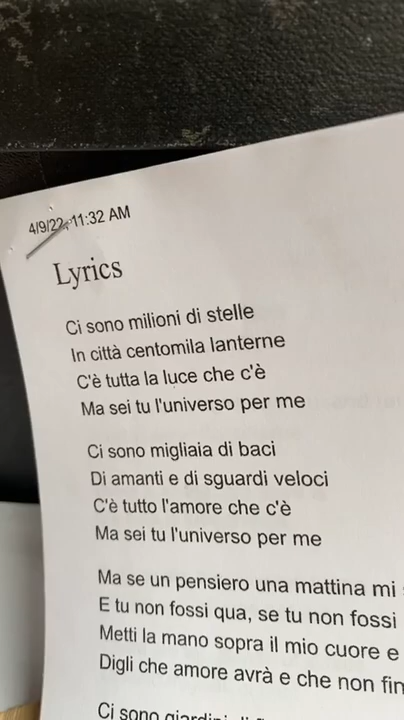 4/9/22, 11:32 AM
Lyrics
Ci sono milioni di stelle
In città centomila lanterne
C'è tutta la luce che c'è
Ma sei tu l'universo per me
Ci sono migliaia di baci
Di amanti e di sguardi veloci
C'è tutto l'amore che c'è
Ma sei tu l'universo per me
Ma se un pensiero una mattina mi
E tu non fossi qua, se tu non fossi
Metti la mano sopra il mio cuore e
Digli che amore avrà e che non
Ci sono